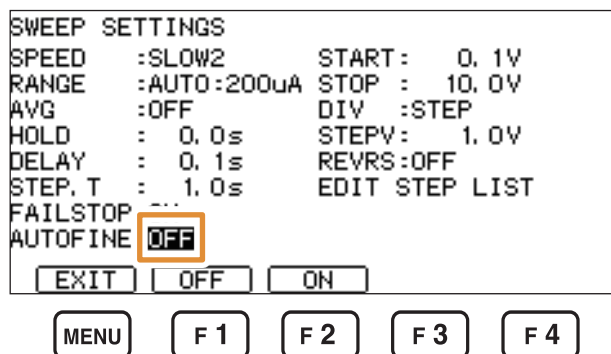 SWEEP SETTINGS
SPEED :SLOW2 START: 0.1V
RANGE :AUTO:200uA STOP : 10.0V
AVG :OFF DIV :STEP
HOLD : 0.0s STEPV: 1.0V
DELAY : 0.1s REVRS:OFF
STEP.T : 1.0s EDIT STEP LIST
FAILSTOP
AUTOFINE OFF
EXIT OFF ON
MENU F1 F2 F3 F4